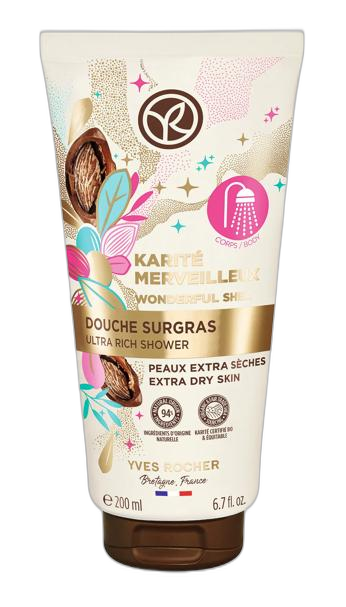 CORPS / BODY
KARITÉ
MERVEILLEUX
WONDERFUL
DOUCHE SURGRAS
ULTRA RICH SHOWER
PEAUX EXTRA SÈCHES
EXTRA DRY SKIN
94%
INGRÉDIENTS D'ORIGINE
NATURELLE
KARITÉ CERTIFIÉ BIO
& ÉQUITABLE
YVES ROCHER
Bretagne, France
e 200 ml 6.7 fl. oz.